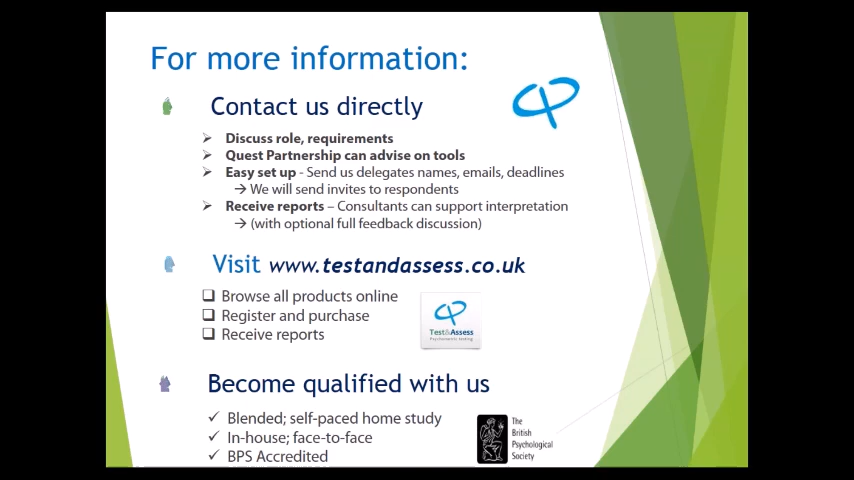 For more information:
Contact us directly
Discuss role, requirements
Quest Partnership can advise on tools
Easy set up - Send us delegates names, emails, deadlines
→ We will send invites to respondents
Receive reports – Consultants can support interpretation
→ (with optional full feedback discussion)
Visit www.testandassess.co.uk
Browse all products online
Register and purchase
Receive reports
Test&Assess
Psychometric testing
Become qualified with us
Blended; self-paced home study
In-house; face-to-face
BPS Accredited
The
British
Psychological
Society